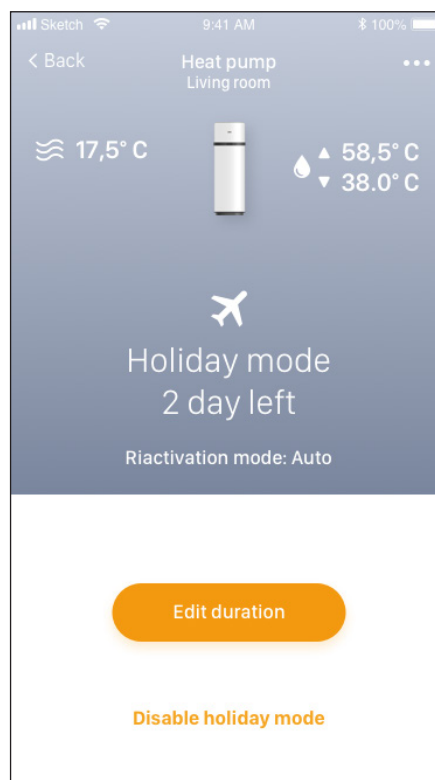 Sketch 9:41 AM 100%
< Back Heat pump •••
Living room
17,5° C ▲ 58,5° C
▼ 38.0° C
Holiday mode
2 day left
Riactivation mode: Auto
Edit duration
Disable holiday mode